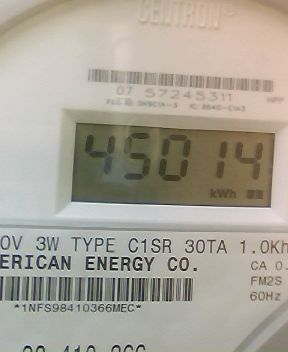 CENTRON®
07 57245311
45014
kWh
0V 3W TYPE C1SR 30TA 1.0Kh
ERICAN ENERGY CO.
CA 0.
FM2S
60Hz
*1NFS98410366MEC*